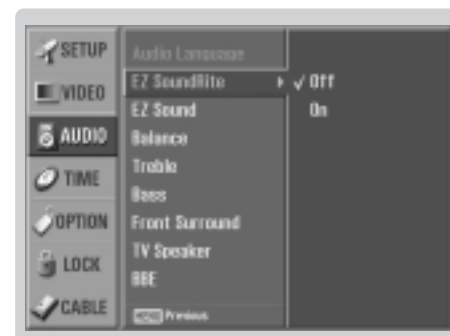 SETUP
VIDEO
AUDIO
TIME
OPTION
LOCK
CABLE
Audio Language
EZ SoundRite
EZ Sound
Balance
Treble
Bass
Front Surround
TV Speaker
BBE
Previous
✓ Off
On